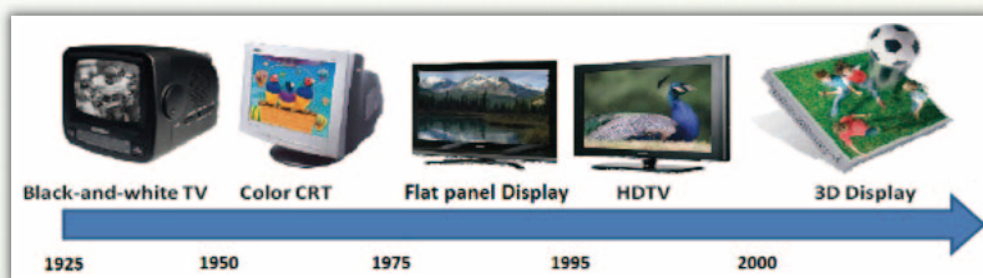 Black-and-white TV Color CRT Flat panel Display HDTV 3D Display
1925 1950 1975 1995 2000